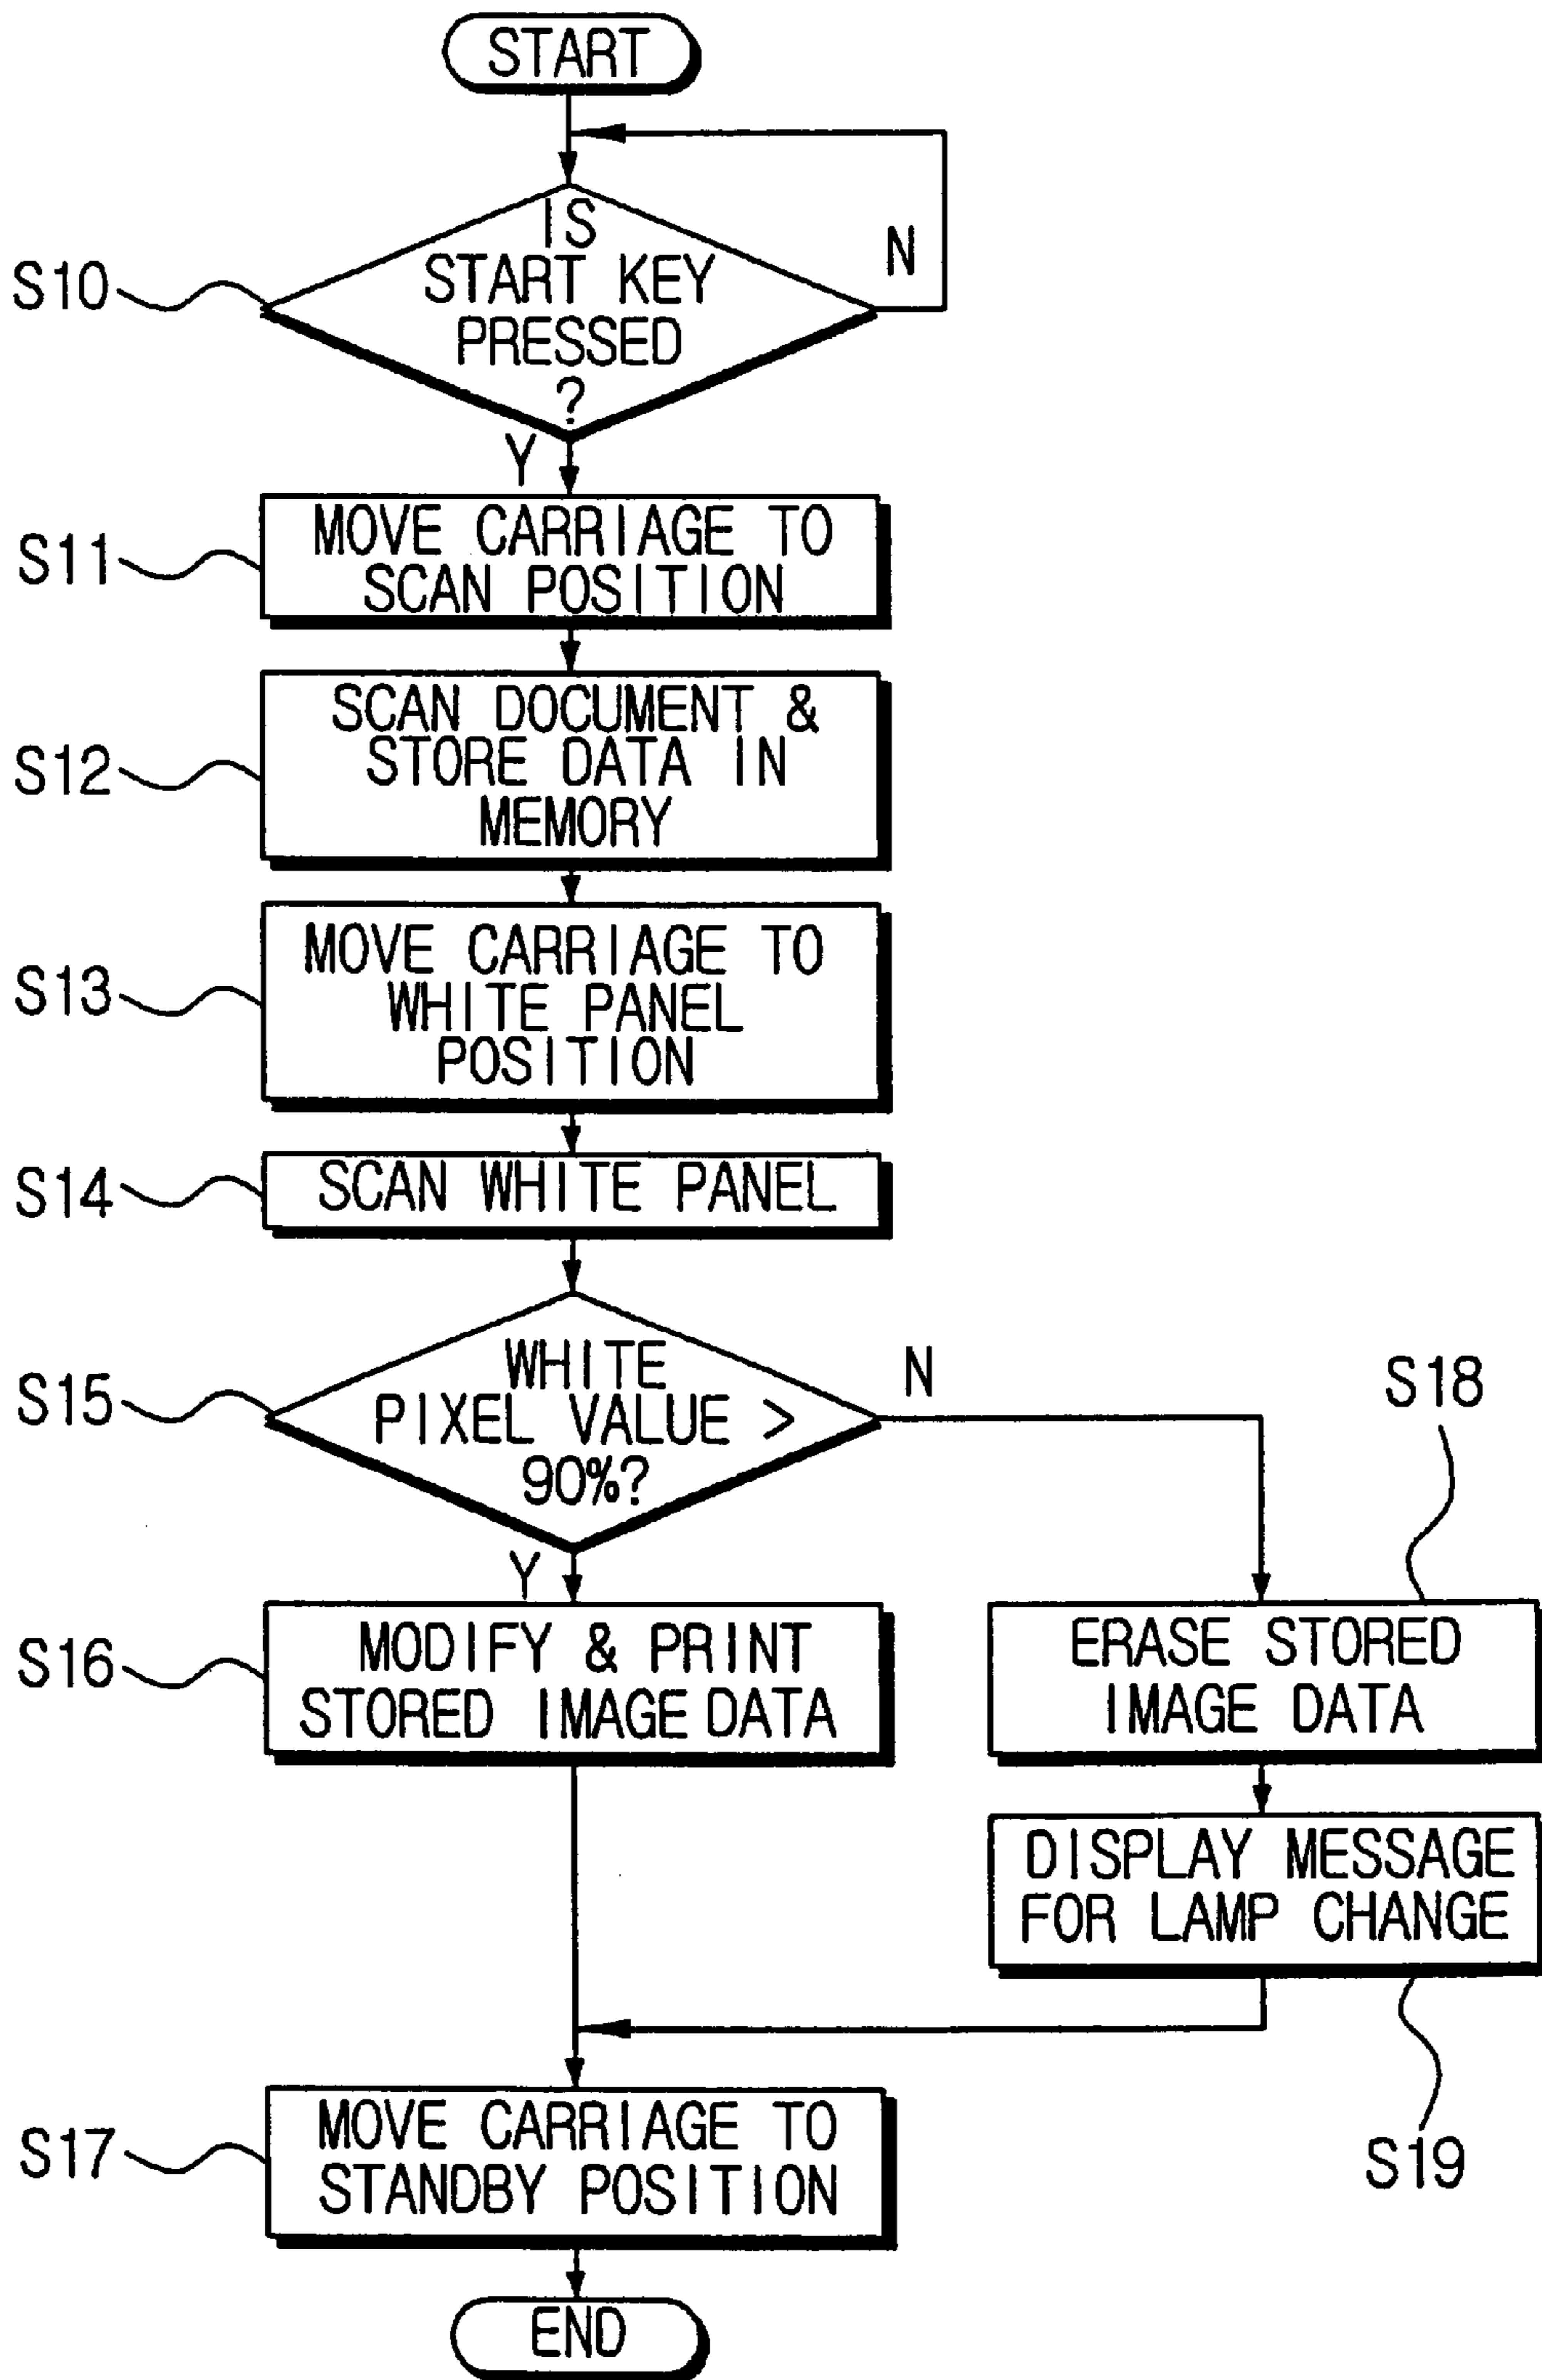 START
IS
START KEY
PRESSED
?
N
S10
Y
MOVE CARRIAGE TO
SCAN POSITION
S11
SCAN DOCUMENT &
STORE DATA IN
MEMORY
S12
MOVE CARRIAGE TO
WHITE PANEL
POSITION
S13
SCAN WHITE PANEL
S14
WHITE
PIXEL VALUE >
90%?
N
S15
Y
MODIFY & PRINT
STORED IMAGE DATA
S16
S18
ERASE STORED
IMAGE DATA
DISPLAY MESSAGE
FOR LAMP CHANGE
S19
MOVE CARRIAGE TO
STANDBY POSITION
S17
END